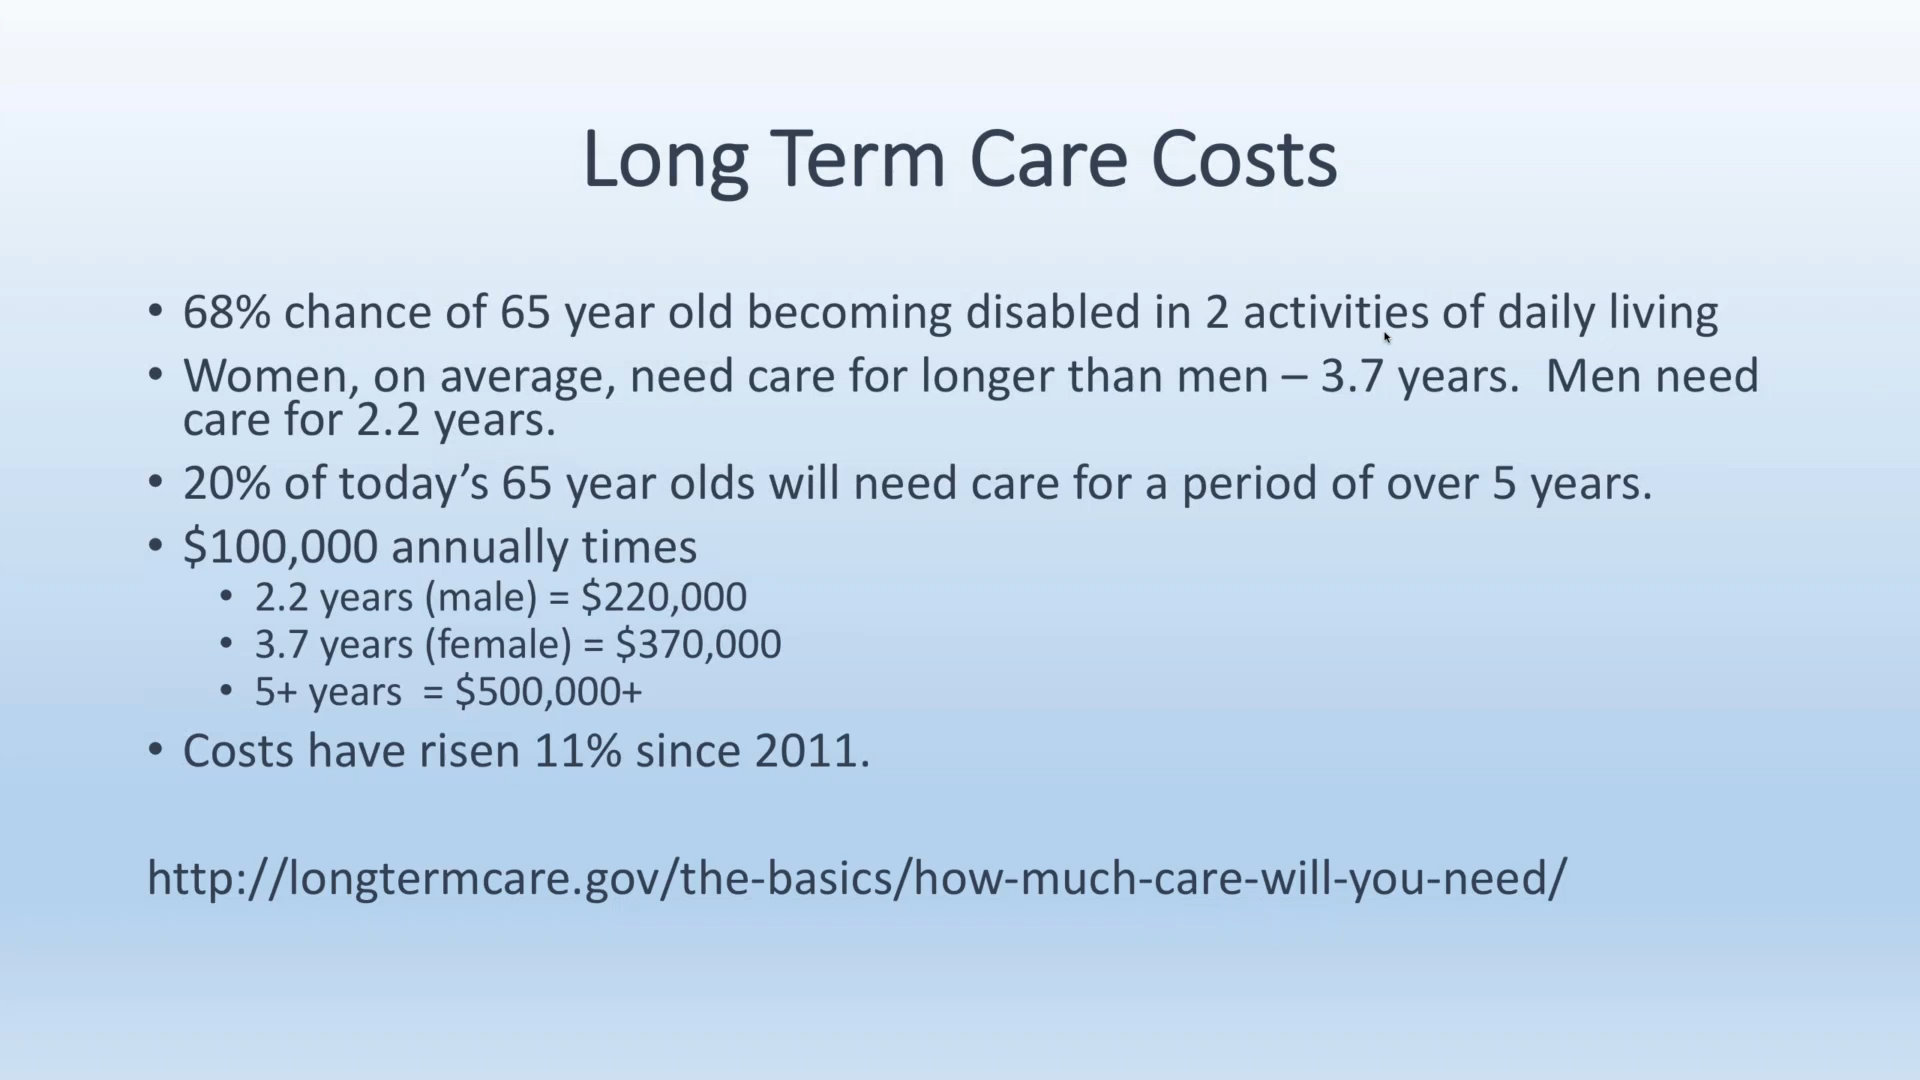 Long Term Care Costs
• 68% chance of 65 year old becoming disabled in 2 activities of daily living
• Women, on average, need care for longer than men – 3.7 years.  Men need
care for 2.2 years.
• 20% of today’s 65 year olds will need care for a period of over 5 years.
• $100,000 annually times
• 2.2 years (male) = $220,000
• 3.7 years (female) = $370,000
• 5+ years  = $500,000+
• Costs have risen 11% since 2011.
http://longtermcare.gov/the-basics/how-much-care-will-you-need/